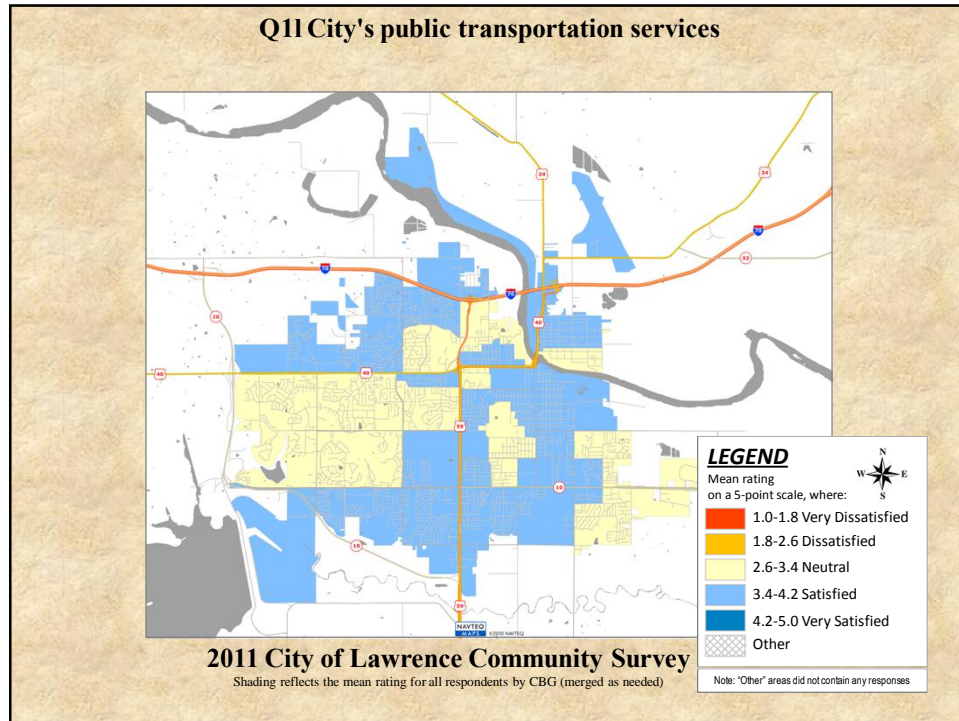 Q1l City's public transportation services
24
24
70
32
70
70
10
40
40
40
59
10
10
59
NAVTEQ
MAPS
©2010 NAVTEQ
LEGEND
Mean rating
on a 5-point scale, where:
N
W E
S
1.0-1.8 Very Dissatisfied
1.8-2.6 Dissatisfied
2.6-3.4 Neutral
3.4-4.2 Satisfied
4.2-5.0 Very Satisfied
Other
Note: "Other" areas did not contain any responses
2011 City of Lawrence Community Survey
Shading reflects the mean rating for all respondents by CBG (merged as needed)